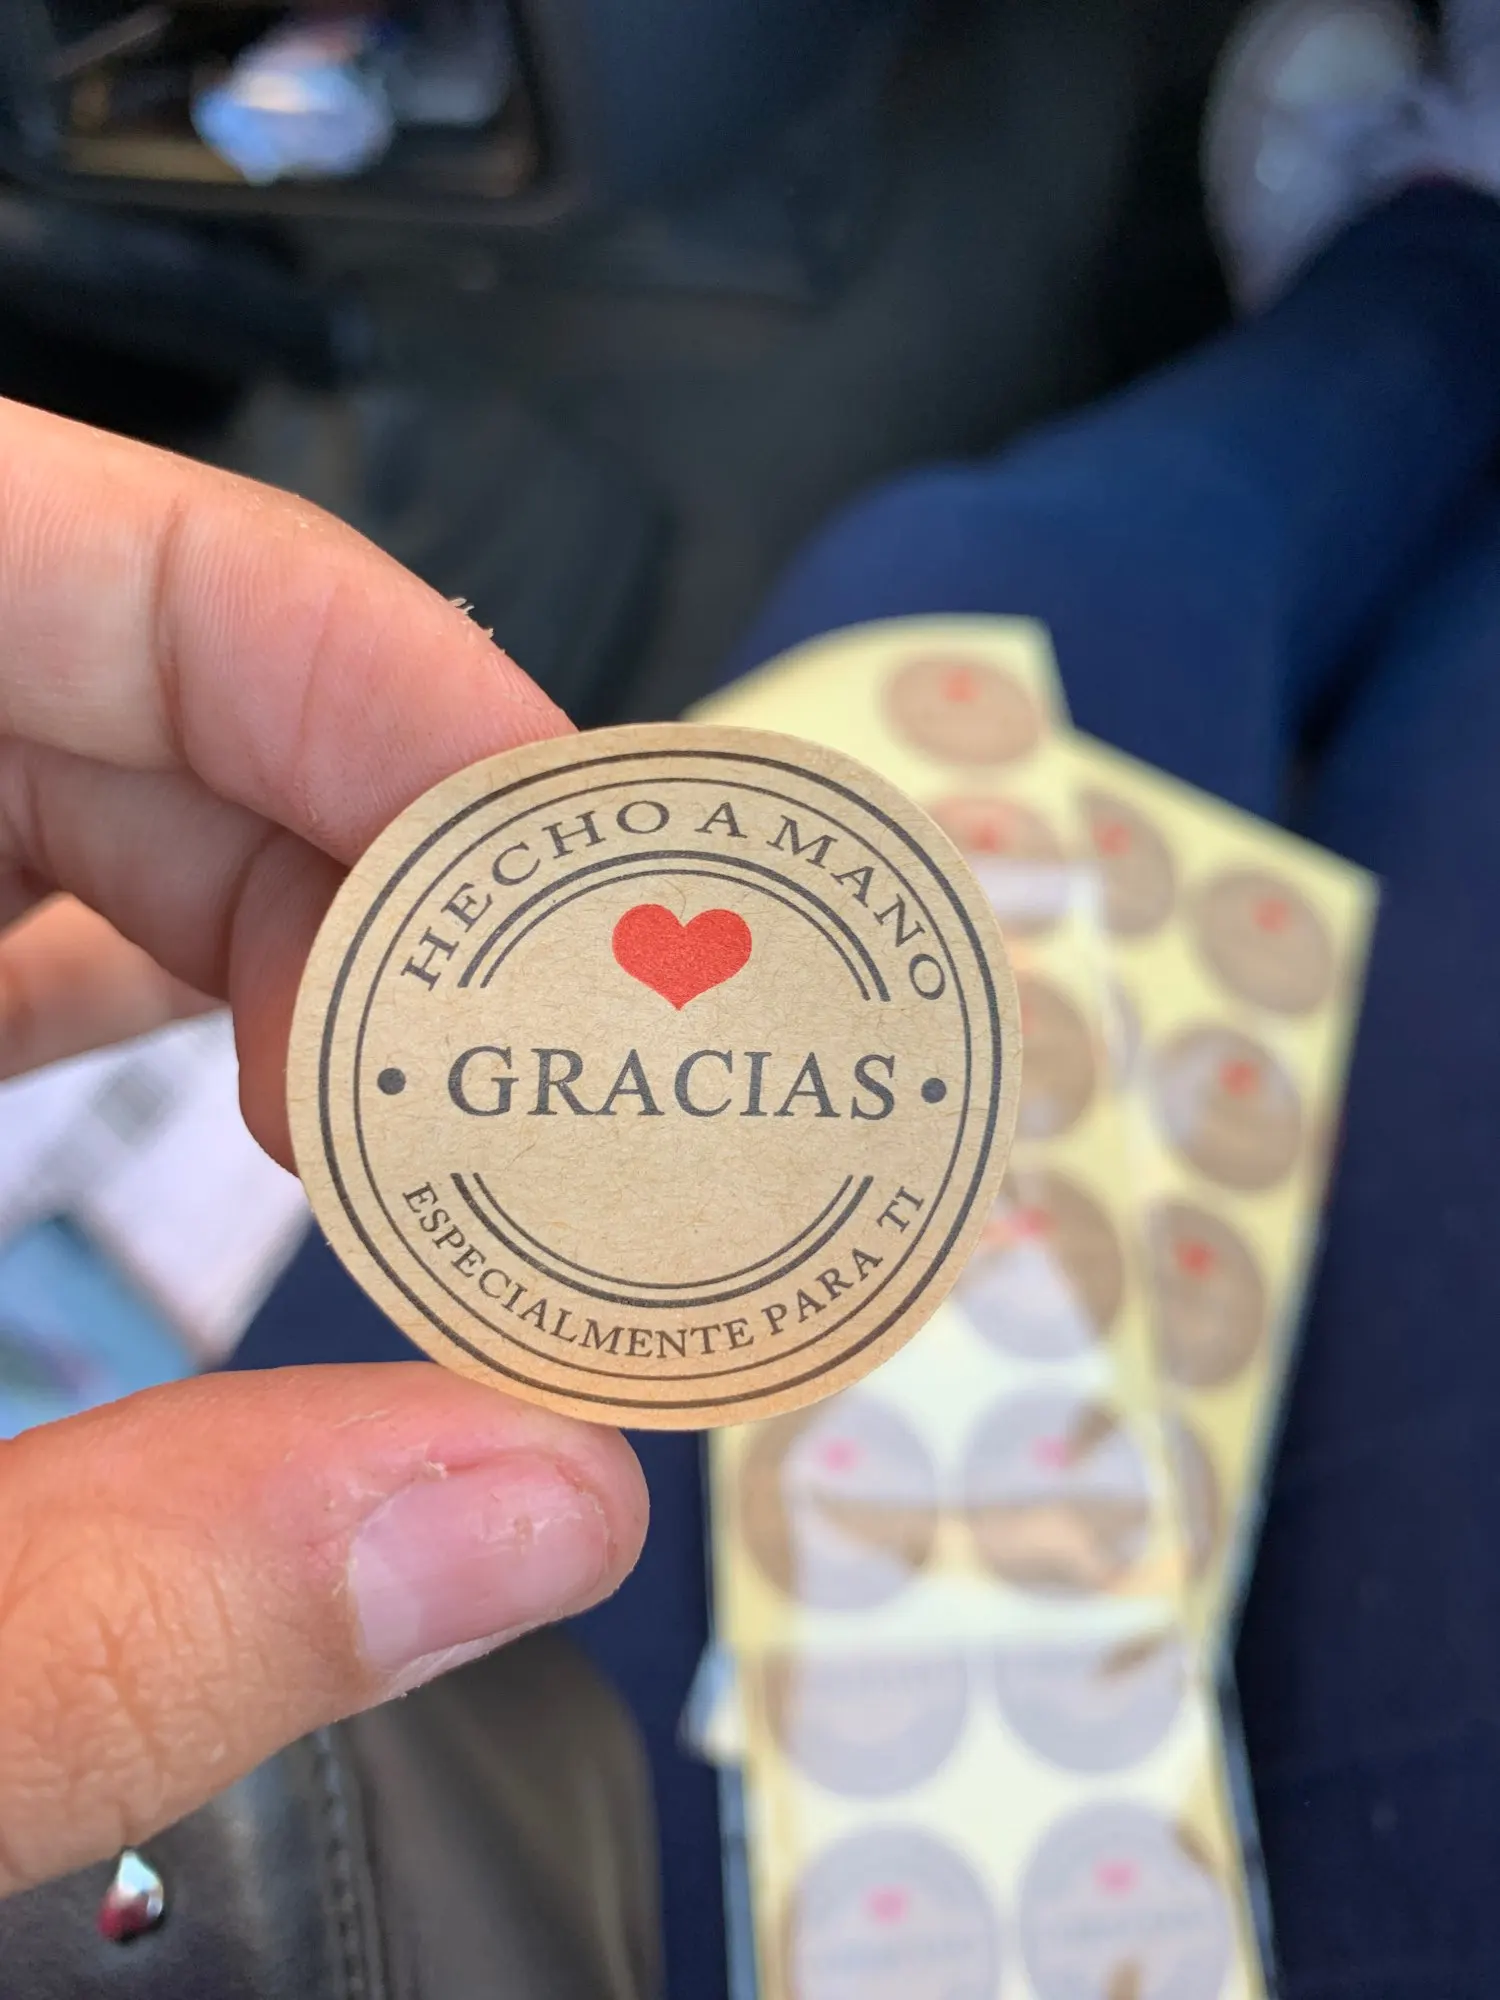 HECHO A MANO
GRACIAS
ESPECIALMENTE PARA TI